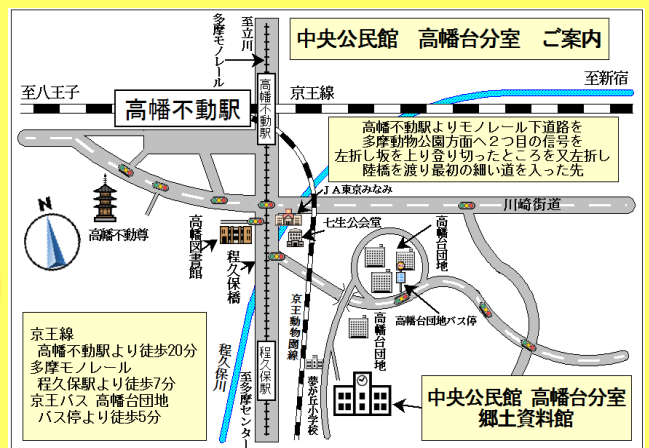 中央公民館　高幡台分室　ご案内
至立川
多摩モノレール
至八王子
高幡不動駅
高幡不動駅
京王線
至新宿
高幡不動駅よりモノレール下道路を
多摩動物公園方面へ２つ目の信号を
左折し坂を上り登り切ったところを又左折し
陸橋を渡り最初の細い道を入った先
ＪＡ東京みなみ
川崎街道
N
高幡不動尊
高幡図書館
七生公会堂
高幡台団地
程久保橋
高幡台団地バス停
京王動物園線
高幡台団地
京王線
高幡不動駅より徒歩20分
多摩モノレール
程久保駅より徒歩7分
京王バス 高幡台団地
バス停より徒歩5分
程久保川
至多摩センター
程久保駅
夢が丘小学校
中央公民館 高幡台分室
郷土資料館